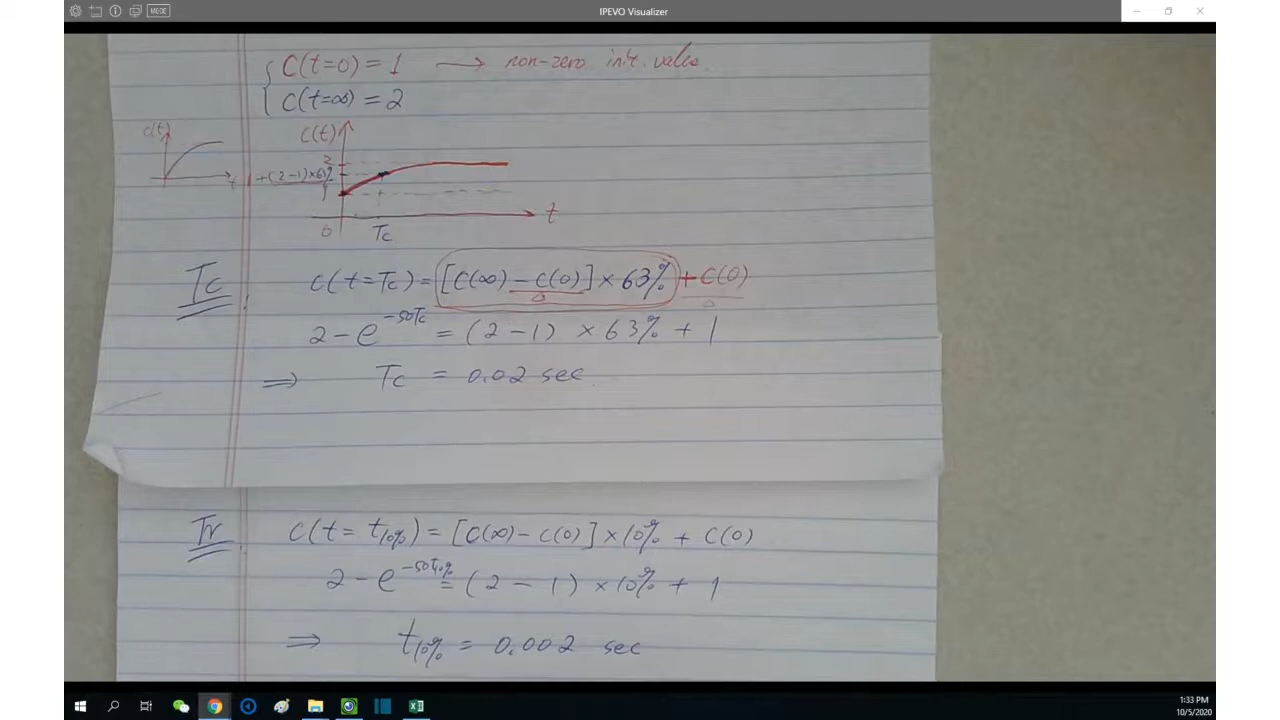 IPEVO Visualizer
MODE
C(t=0) = 1 → non-zero init. vales.
C(t=∞) = 2
c(t)
t
C(t)
2
1+(2-1)×63%
1
0
Tc
t
Tc: c(t=Tc) = [C(∞) - C(0)] × 63% + C(0)
2 - e^{-50Tc} = (2-1) × 63% + 1
⇒ Tc = 0.02 sec
Tr: C(t = t10%) = [C(∞) - C(0)] × 10% + C(0)
2 - e^{-50t10%} = (2 - 1) × 10% + 1
⇒ t10% = 0.002 sec
1:33 PM
10/5/2020